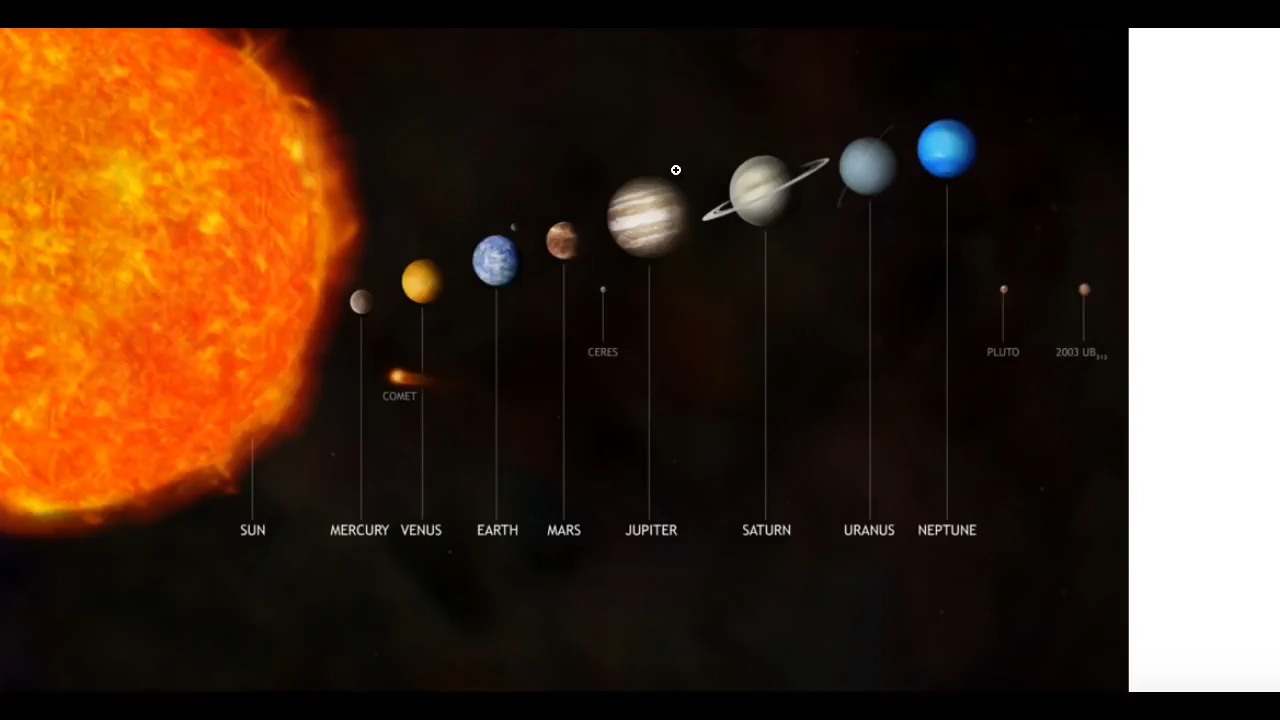 CERES
PLUTO
2003 UB₃₁₃
COMET
SUN
MERCURY
VENUS
EARTH
MARS
JUPITER
SATURN
URANUS
NEPTUNE